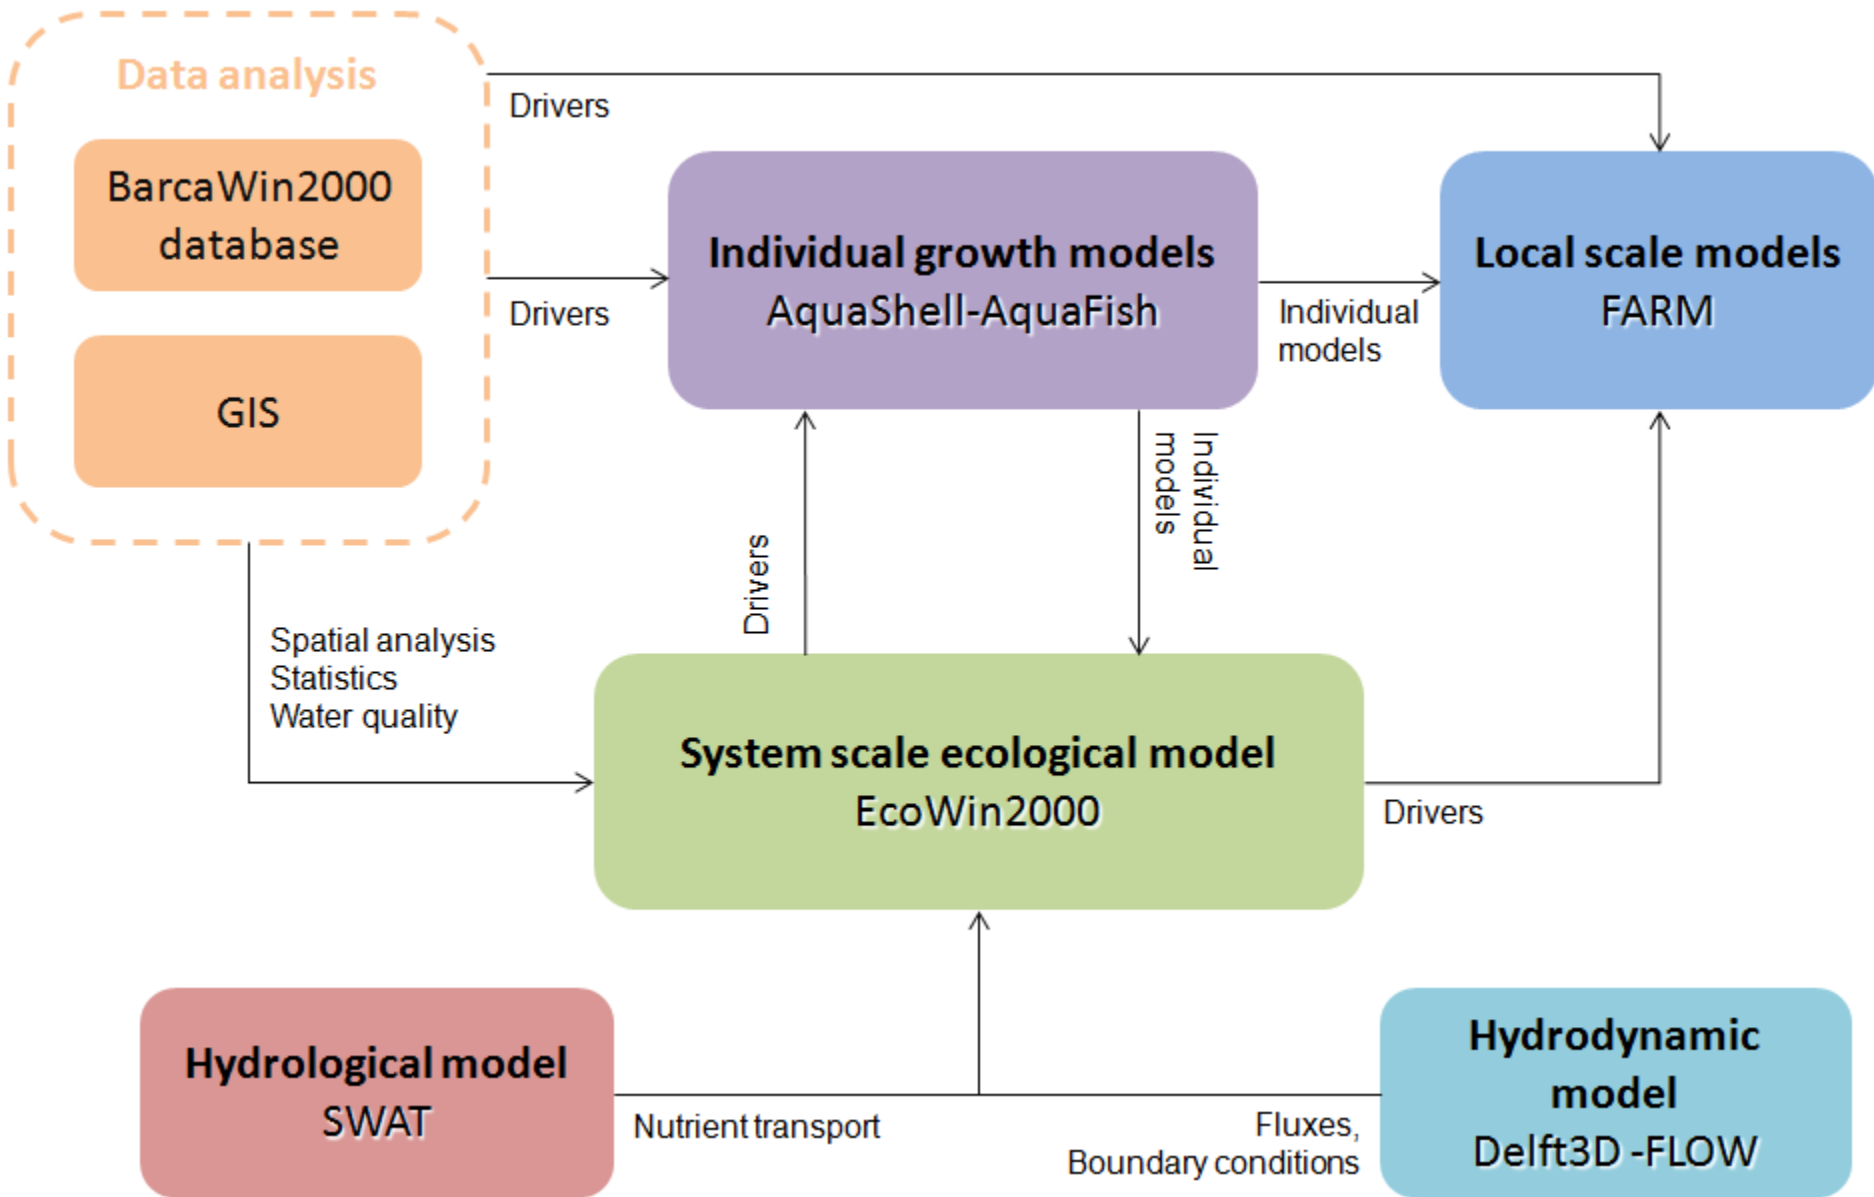 Data analysis
BarcaWin2000
database
GIS
Drivers
Drivers
Individual growth models
AquaShell-AquaFish
Individual
models
Local scale models
FARM
Drivers
Individual
models
Spatial analysis
Statistics
Water quality
System scale ecological model
EcoWin2000
Drivers
Hydrological model
SWAT
Nutrient transport
Fluxes,
Boundary conditions
Hydrodynamic
model
Delft3D -FLOW